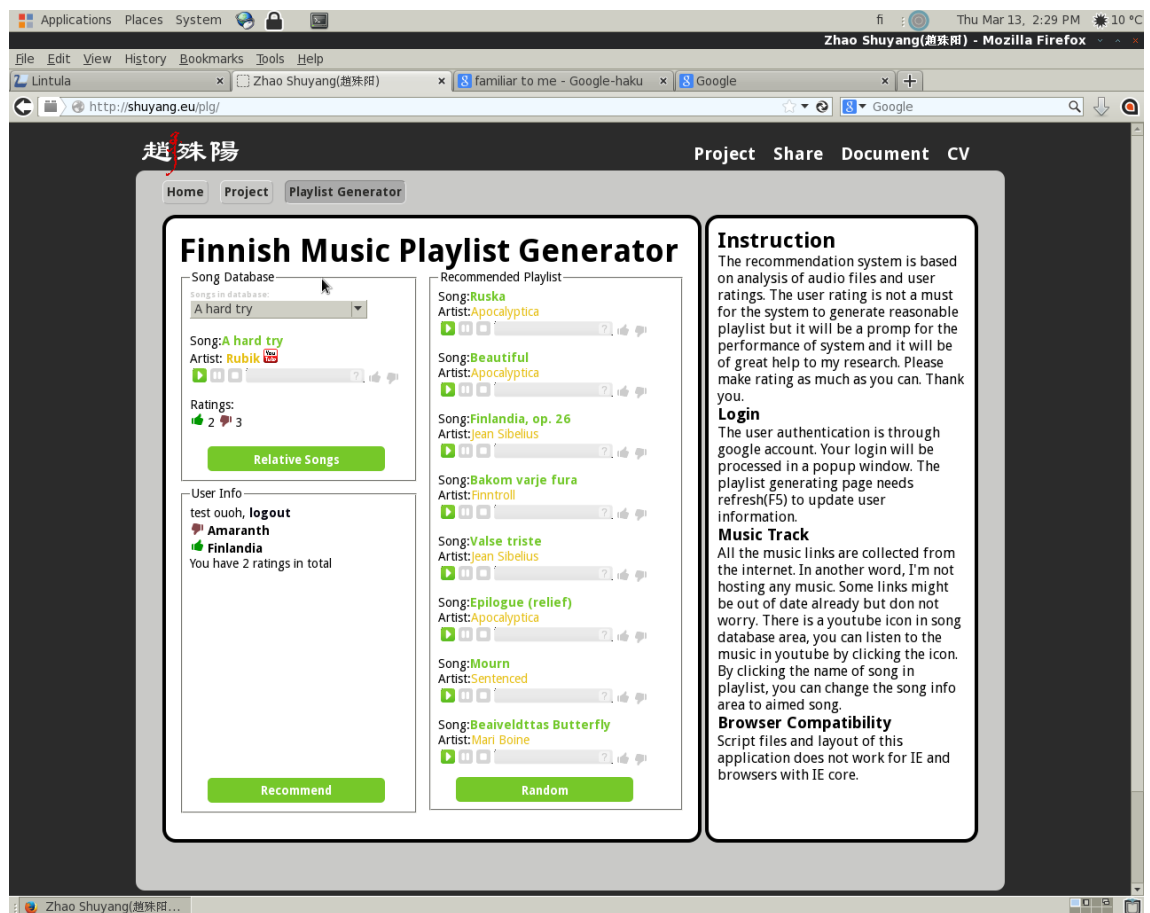 Applications Places System fi Thu Mar 13, 2:29 PM 10 °C
Zhao Shuyang(趙殊阳) - Mozilla Firefox
File Edit View History Bookmarks Tools Help
Lintula Zhao Shuyang(趙殊阳) familiar to me - Google-haku Google
http://shuyang.eu/plg/ Google
趙殊陽
Project Share Document CV
Home Project Playlist Generator
Finnish Music Playlist Generator
Song Database
Songs in database:
A hard try
Song:A hard try
Artist: Rubik You Tube
Ratings:
2 3
Relative Songs
User Info
test ouoh, logout
Amaranth
Finlandia
You have 2 ratings in total
Recommend
Recommended Playlist
Song:Ruska
Artist:Apocalyptica
?
Song:Beautiful
Artist:Apocalyptica
?
Song:Finlandia, op. 26
Artist:Jean Sibelius
?
Song:Bakom varje fura
Artist:Finntroll
?
Song:Valse triste
Artist:Jean Sibelius
?
Song:Epilogue (relief)
Artist:Apocalyptica
?
Song:Mourn
Artist:Sentenced
?
Song:Beaiveldttas Butterfly
Artist:Mari Boine
?
Random
Instruction
The recommendation system is based
on analysis of audio files and user
ratings. The user rating is not a must
for the system to generate reasonable
playlist but it will be a promp for the
performance of system and it will be
of great help to my research. Please
make rating as much as you can. Thank
you.
Login
The user authentication is through
google account. Your login will be
processed in a popup window. The
playlist generating page needs
refresh(F5) to update user
information.
Music Track
All the music links are collected from
the internet. In another word, I'm not
hosting any music. Some links might
be out of date already but don not
worry. There is a youtube icon in song
database area, you can listen to the
music in youtube by clicking the icon.
By clicking the name of song in
playlist, you can change the song info
area to aimed song.
Browser Compatibility
Script files and layout of this
application does not work for IE and
browsers with IE core.
Zhao Shuyang(趙殊阳...